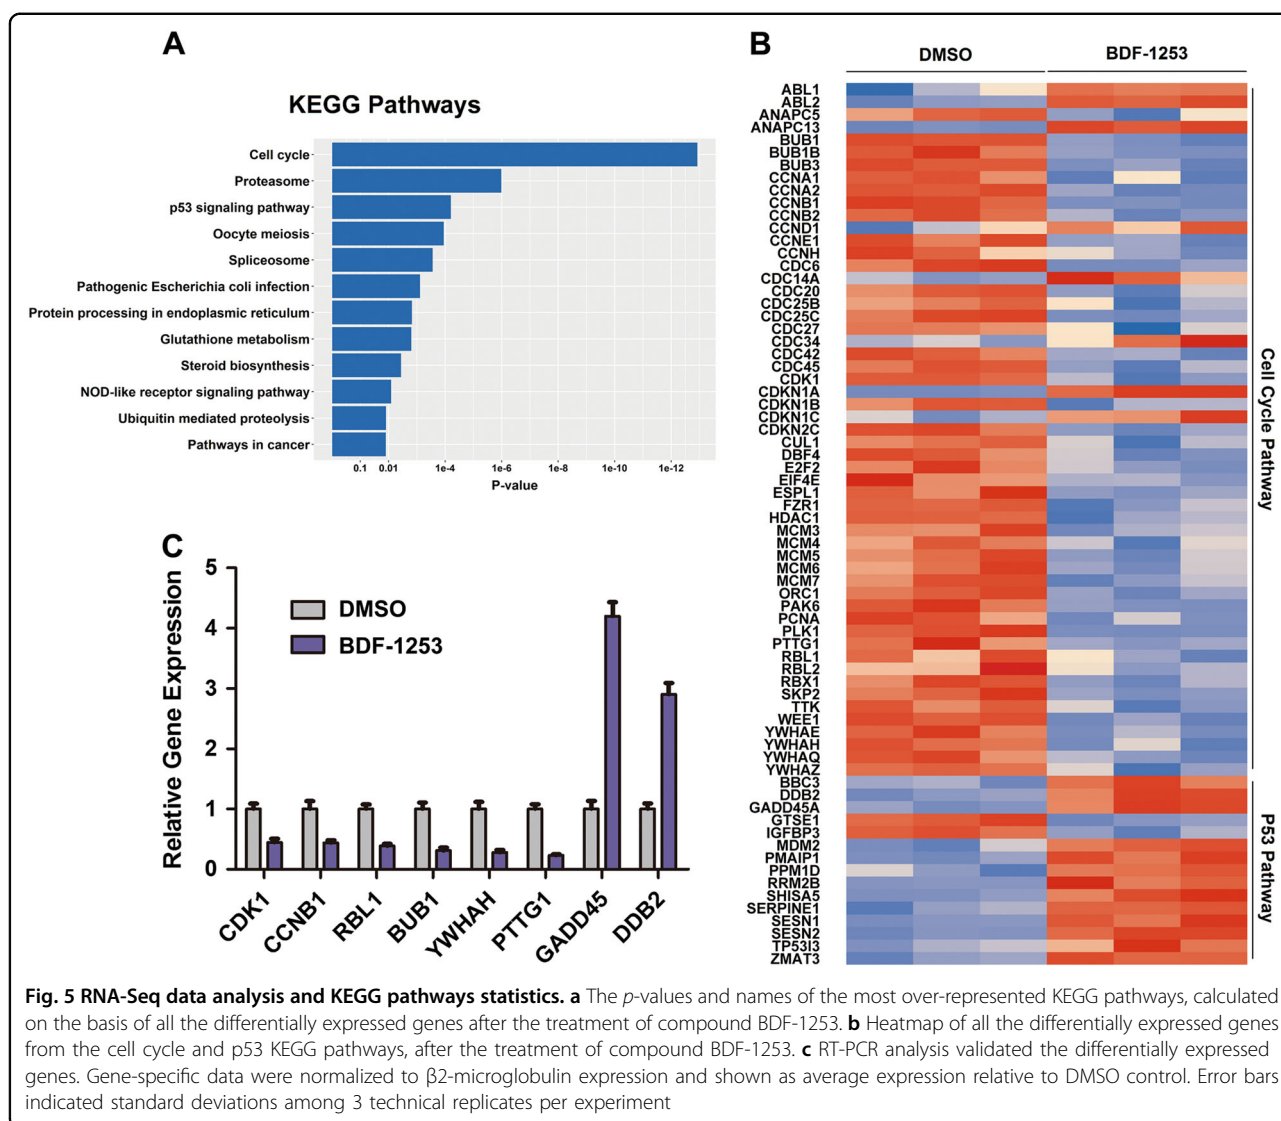 A
KEGG Pathways
Cell cycle
Proteasome
p53 signaling pathway
Oocyte meiosis
Spliceosome
Pathogenic Escherichia coli infection
Protein processing in endoplasmic reticulum
Glutathione metabolism
Steroid biosynthesis
NOD-like receptor signaling pathway
Ubiquitin mediated proteolysis
Pathways in cancer
0.1 0.01 1e-4 1e-6 1e-8 1e-10 1e-12
P-value
B
DMSO BDF-1253
ABL1
ABL2
ANAPC5
ANAPC13
BUB1
BUB1B
BUB3
CCNA1
CCNA2
CCNB1
CCNB2
CCND1
CCNE1
CCNH
CDC6
CDC14A
CDC20
CDC25B
CDC25C
CDC27
CDC34
CDC42
CDC45
CDK1
CDKN1A
CDKN1B
CDKN1C
CDKN2C
CUL1
DBF4
E2F2
EIF4E
ESPL1
FZR1
HDAC1
MCM3
MCM4
MCM5
MCM6
MCM7
ORC1
PAK6
PCNA
PLK1
PTTG1
RBL1
RBL2
RBX1
SKP2
TTK
WEE1
YWHAE
YWHAH
YWHAQ
YWHAZ
BBC3
DDB2
GADD45A
GTSE1
IGFBP3
MDM2
PMAIP1
PPM1D
RRM2B
SHISA5
SERPINE1
SESN1
SESN2
TP53I3
ZMAT3
Cell Cycle Pathway
P53 Pathway
C
Relative Gene Expression
5
4
3
2
1
0
DMSO
BDF-1253
CDK1
CCNB1
RBL1
BUB1
YWHAH
PTTG1
GADD45
DDB2
Fig. 5 RNA-Seq data analysis and KEGG pathways statistics. a The p-values and names of the most over-represented KEGG pathways, calculated
on the basis of all the differentially expressed genes after the treatment of compound BDF-1253. b Heatmap of all the differentially expressed genes
from the cell cycle and p53 KEGG pathways, after the treatment of compound BDF-1253. c RT-PCR analysis validated the differentially expressed
genes. Gene-specific data were normalized to β2-microglobulin expression and shown as average expression relative to DMSO control. Error bars
indicated standard deviations among 3 technical replicates per experiment